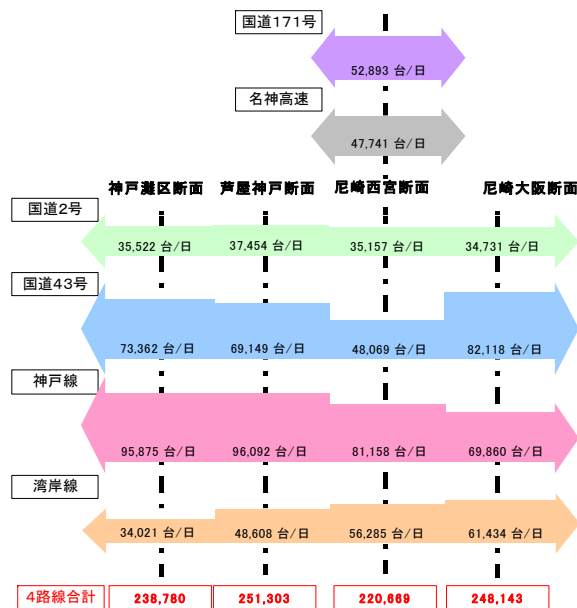 国道171号
52,893 台/日
名神高速
47,741 台/日
神戸灘区断面 芦屋神戸断面 尼崎西宮断面 尼崎大阪断面
国道2号
35,522 台/日 37,454 台/日 35,157 台/日 34,731 台/日
国道43号
73,362 台/日 69,149 台/日 48,069 台/日 82,118 台/日
神戸線
95,875 台/日 96,092 台/日 81,158 台/日 69,860 台/日
湾岸線
34,021 台/日 48,608 台/日 56,285 台/日 61,434 台/日
4路線合計 238,780 251,303 220,669 248,143